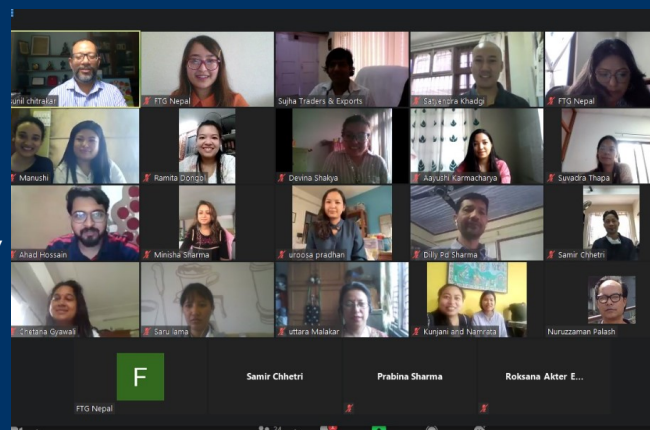 sunil chitrakar
FTG Nepal
Sujha Traders & Exports
Satyendra Khadgi
FTG Nepal
Manushi
Ramita Dongol
Devina Shakya
Aayushi Karmacharya
Suvadra Thapa
Ahad Hossain
Minisha Sharma
uroosa pradhan
Dilly Pd Sharma
Samir Chhetri
Chetana Gyawali
Saru lama
uttara Malakar
Kunjani and Namrata
Nuruzzaman Palash
F
FTG Nepal
Samir Chhetri
Prabina Sharma
Roksana Akter E...
24